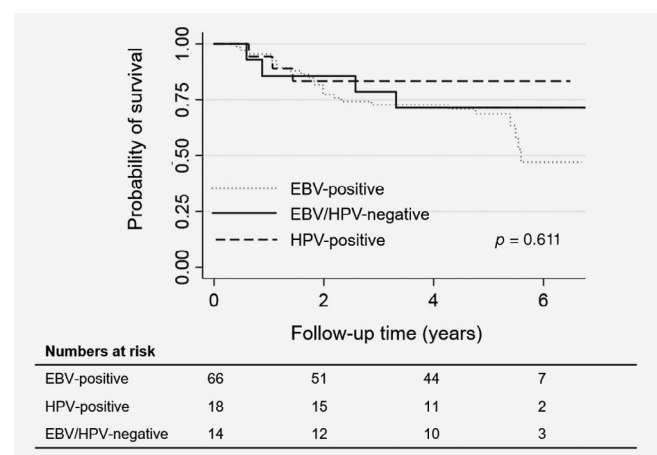 Probability of survival
1.00
0.75
0.50
0.25
0.00
EBV-positive
EBV/HPV-negative
HPV-positive
p = 0.611
0 2 4 6
Follow-up time (years)
Numbers at risk
EBV-positive 66 51 44 7
HPV-positive 18 15 11 2
EBV/HPV-negative 14 12 10 3